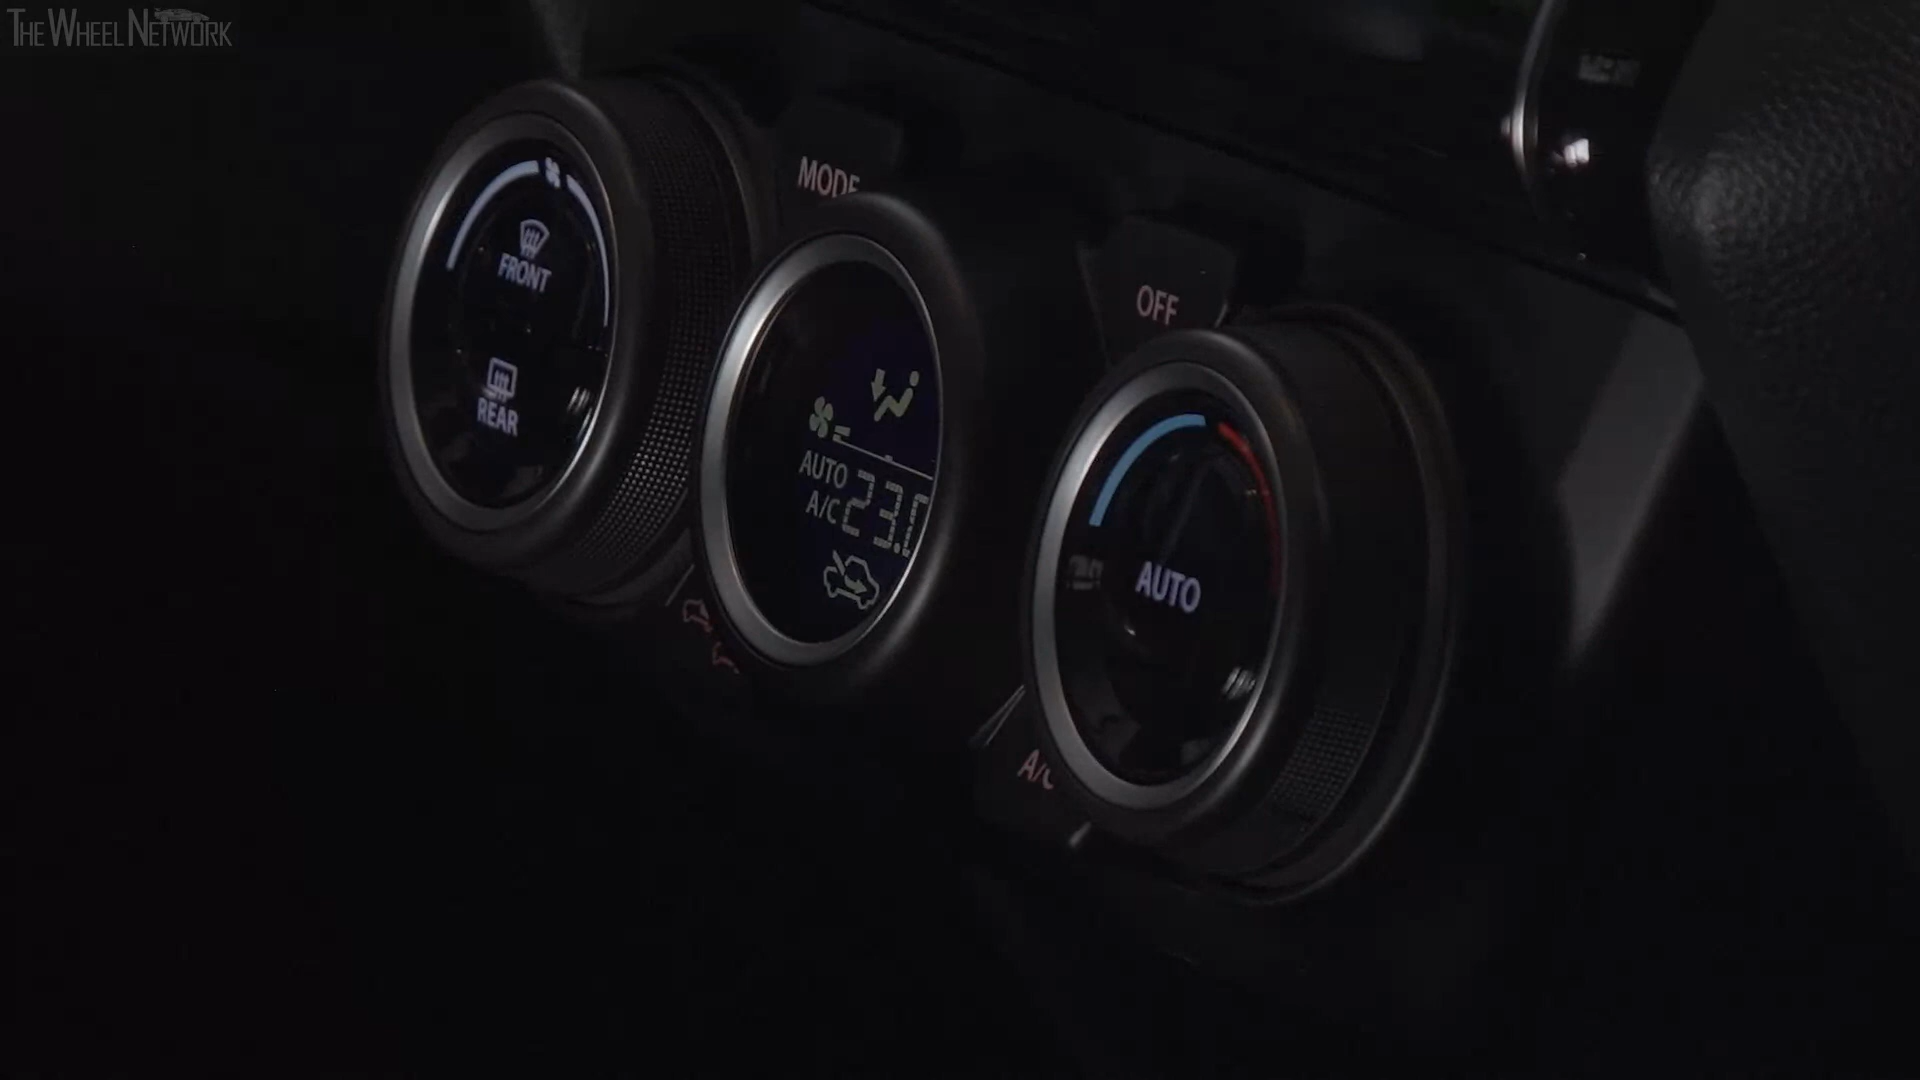 THE WHEEL NETWORK
MODE
FRONT
REAR
OFF
AUTO
A/C 23.0
AUTO
A/C